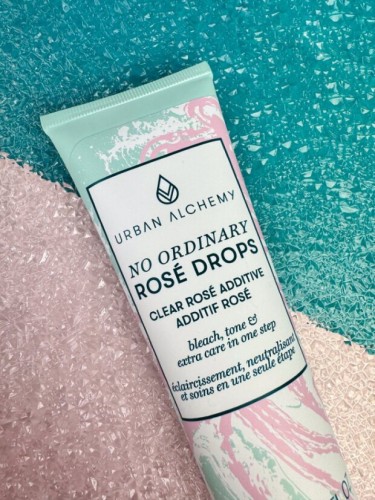 URBAN ALCHEMY
NO ORDINARY
ROSÉ DROPS
CLEAR ROSÉ ADDITIVE
ADDITIF ROSÉ
bleach, tone &
extra care in one step
éclaircissement, neutralisant
et soins en une seule étape